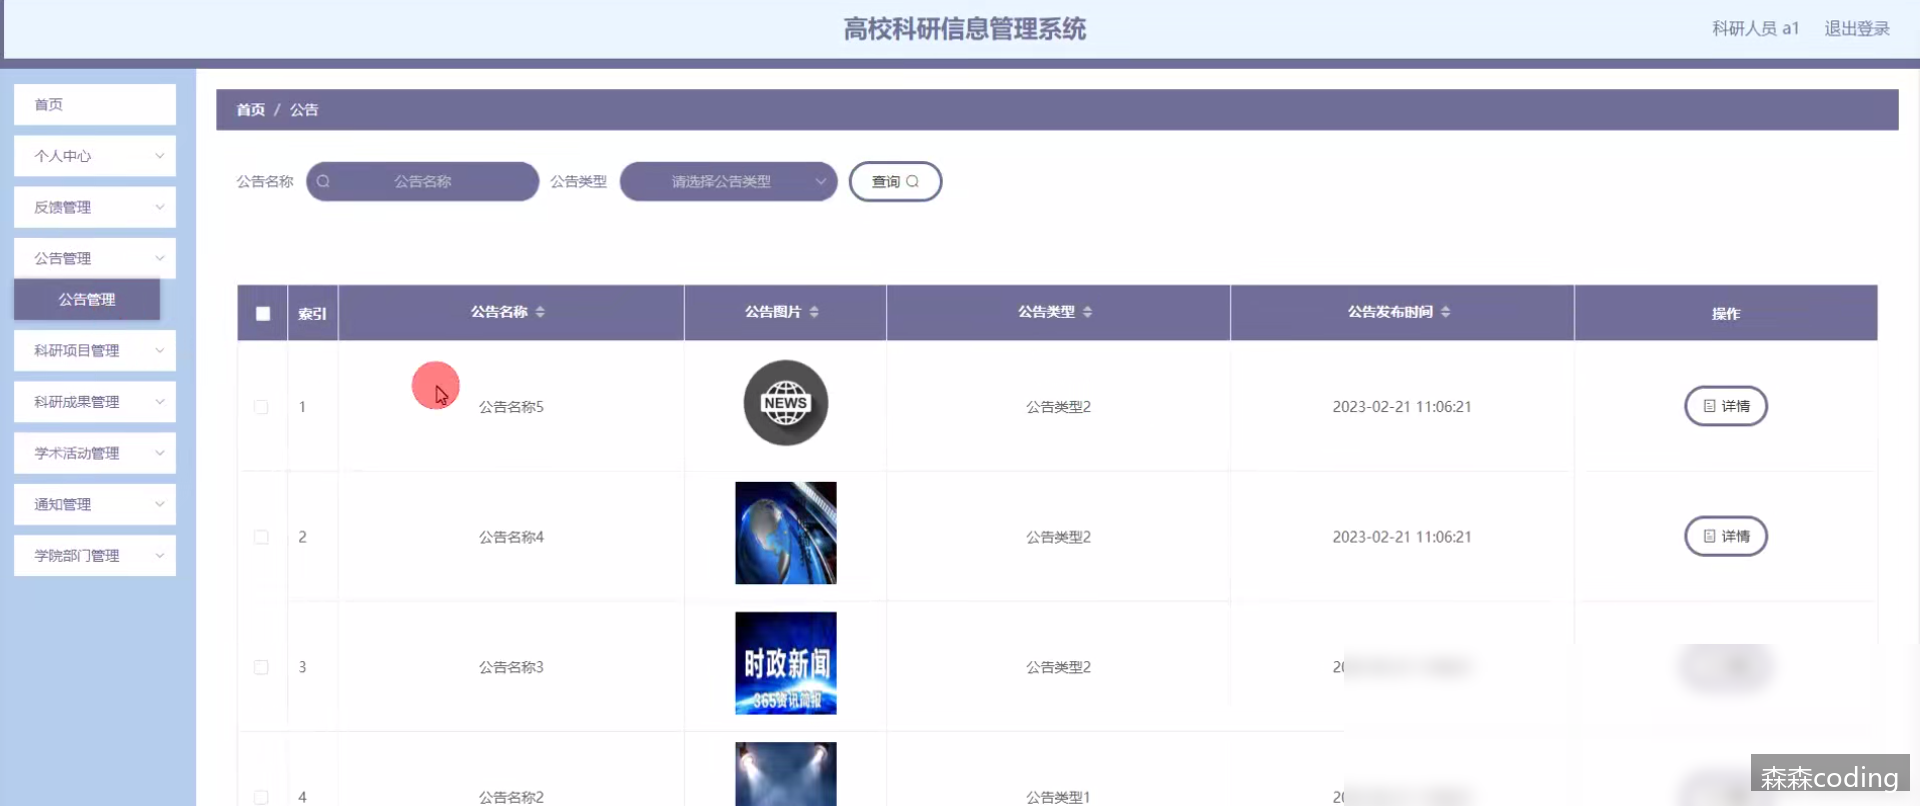 高校科研信息管理系统
科研人员 a1
退出登录
首页
个人中心
反馈管理
公告管理
公告管理
科研项目管理
科研成果管理
学术活动管理
通知管理
学院部门管理
首页 / 公告
公告名称 公告名称 公告类型 请选择公告类型 查询
索引 公告名称 公告图片 公告类型 公告发布时间 操作
1 公告名称5 NEWS 公告类型2 2023-02-21 11:06:21 详情
2 公告名称4 公告类型2 2023-02-21 11:06:21 详情
3 公告名称3 公告类型2
时政新闻
365资讯简报
4 公告名称2 公告类型1
森森coding